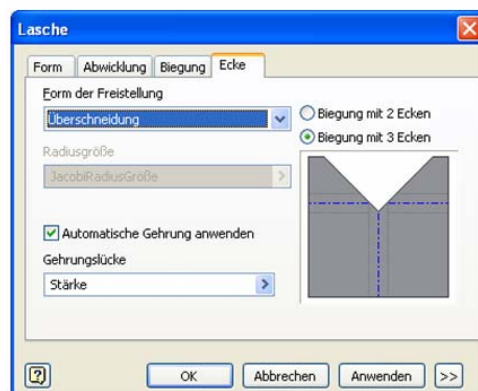 Lasche
Form Abwicklung Biegung Ecke
Form der Freistellung
Überschneidung
Biegung mit 2 Ecken
Biegung mit 3 Ecken
Radiusgröße
JacobiRadiusGröße
Automatische Gehrung anwenden
Gehrungslücke
Stärke
OK Abbrechen Anwenden >>